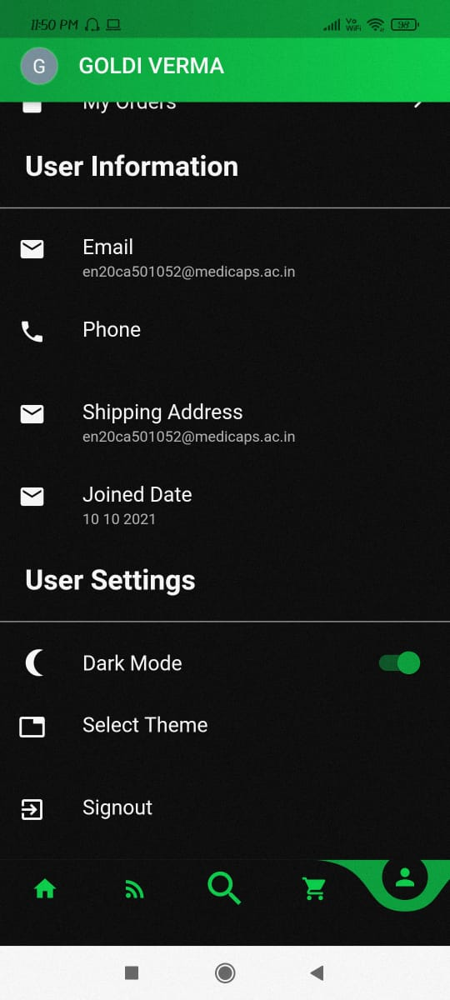 11:50 PM
Vo
WiFi
98
G
GOLDI VERMA
My Orders
User Information
Email
en20ca501052@medicaps.ac.in
Phone
Shipping Address
en20ca501052@medicaps.ac.in
Joined Date
10 10 2021
User Settings
Dark Mode
Select Theme
Signout